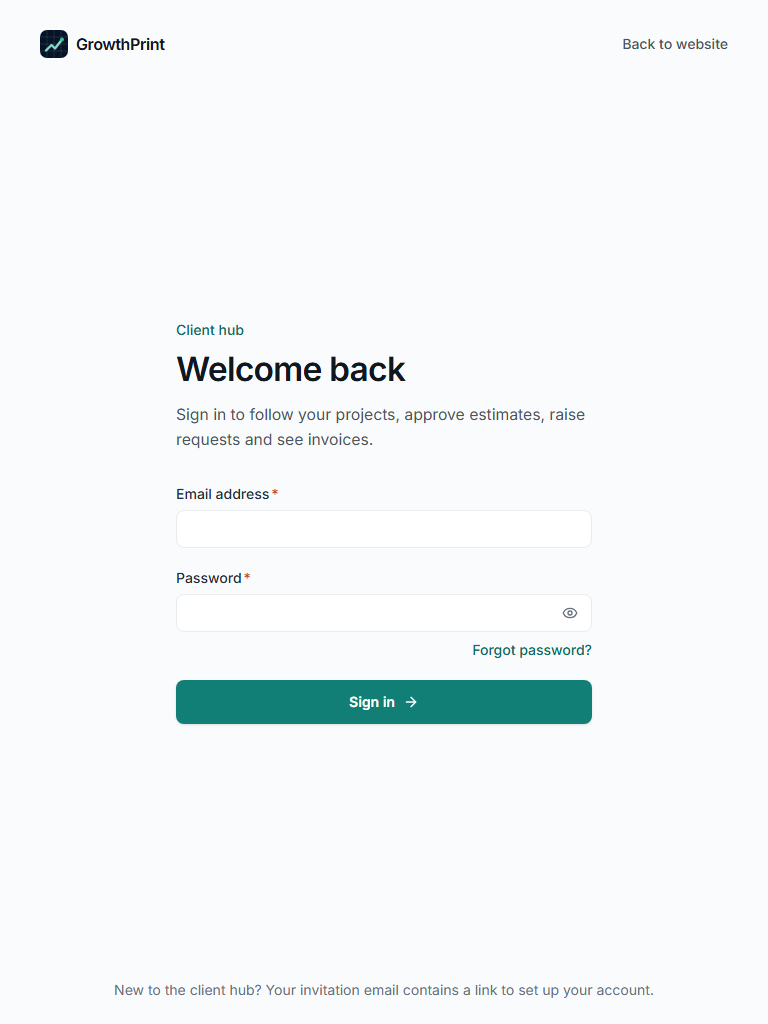 GrowthPrint
Back to website
Client hub
Welcome back
Sign in to follow your projects, approve estimates, raise
requests and see invoices.
Email address*
Password*
Forgot password?
Sign in →
New to the client hub? Your invitation email contains a link to set up your account.